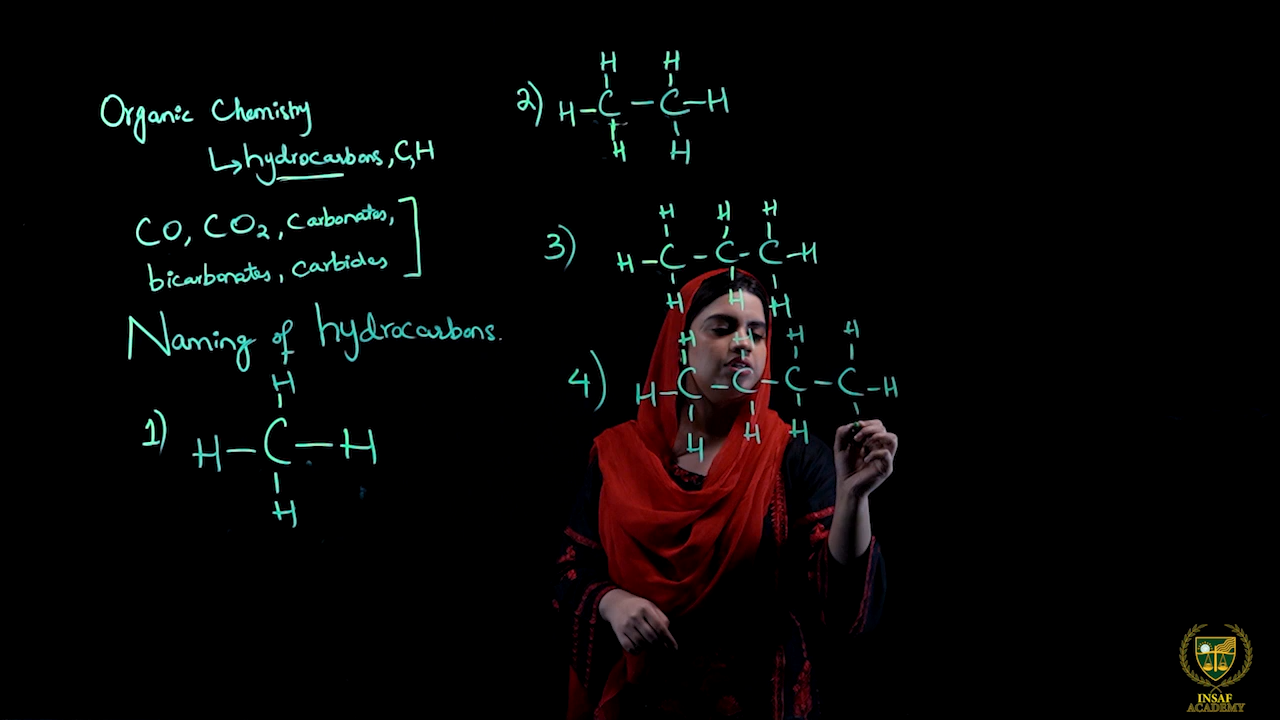 Organic Chemistry
↳ hydrocarbons, C,H
CO, CO₂, carbonates,
bicarbonates, carbides ]
Naming of hydrocarbons.
1)
H
H–C–H
H
2)
H H
H–C–C–H
H H
3)
H H H
H–C–C–C–H
H H H
4)
H H H H
H–C–C–C–C–H
H H H
INSAF
ACADEMY